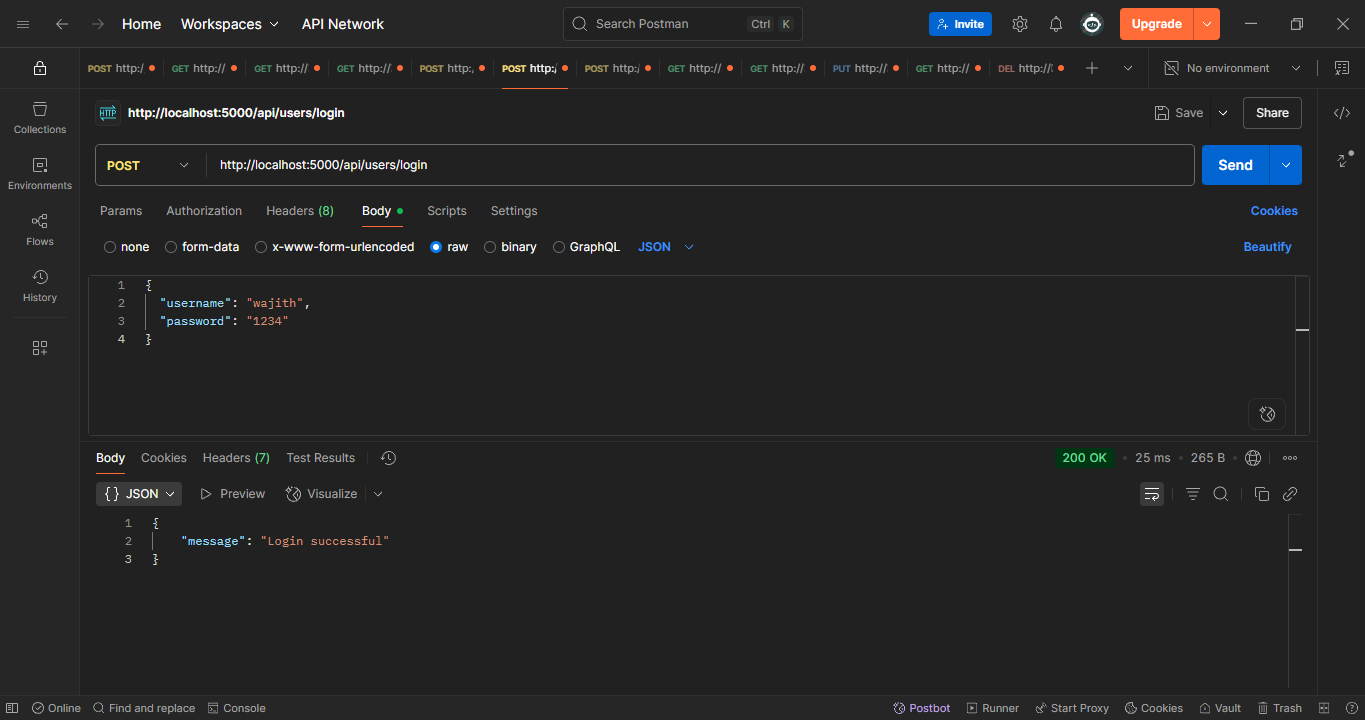 Home Workspaces API Network Search Postman Ctrl K Invite Upgrade
POST http:/ GET http:// GET http:// GET http:// POST http:, POST http:, POST http:/ GET http:// GET http:// PUT http:// GET http:// DEL http:// No environment
http://localhost:5000/api/users/login Save Share
POST http://localhost:5000/api/users/login Send
Params Authorization Headers (8) Body Scripts Settings Cookies
none form-data x-www-form-urlencoded raw binary GraphQL JSON Beautify
Collections
Environments
Flows
History
1 {
2 "username": "wajith",
3 "password": "1234"
4 }
Body Cookies Headers (7) Test Results 200 OK • 25 ms • 265 B •
{} JSON Preview Visualize
1 {
2 "message": "Login successful"
3 }
Online Find and replace Console Postbot Runner Start Proxy Cookies Vault Trash